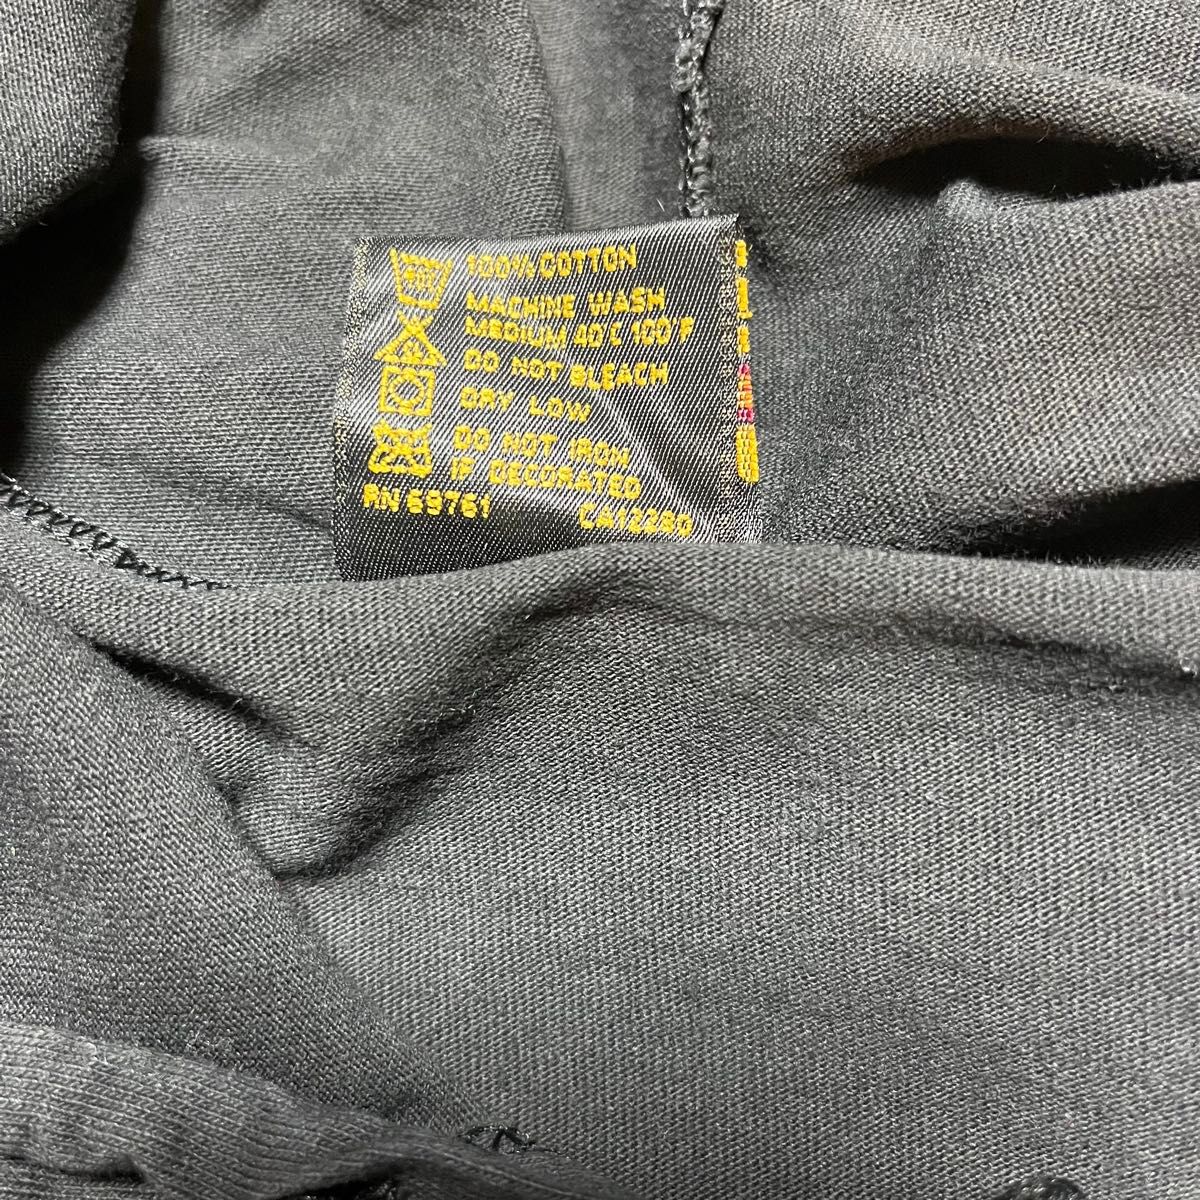 100% COTTON
MACHINE WASH
MEDIUM 40°C 100°F
DO NOT BLEACH
DRY LOW
DO NOT IRON
IF DECORATED
RN 69761 CA12280